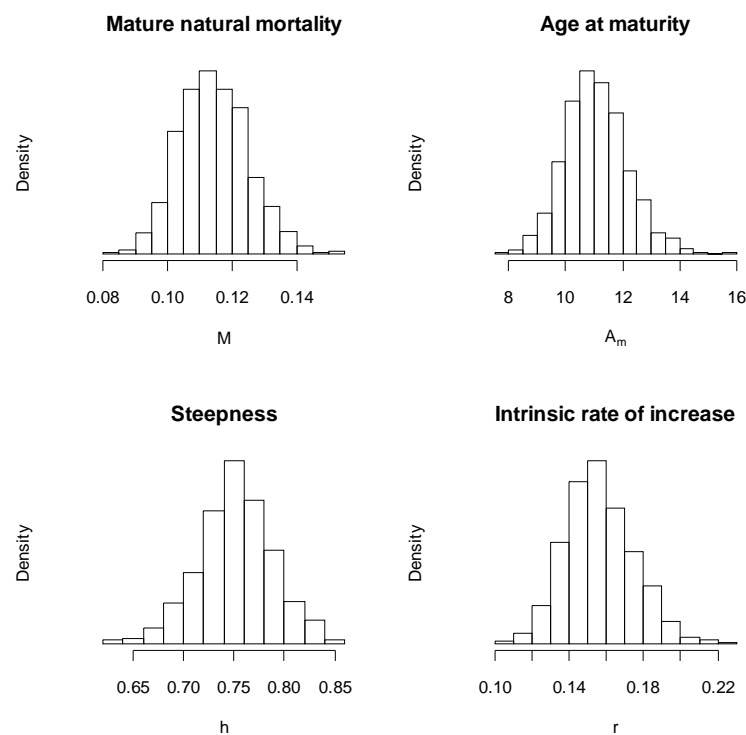 Mature natural mortality
Density
0.08 0.10 0.12 0.14
M
Age at maturity
Density
8 10 12 14 16
Am
Steepness
Density
0.65 0.70 0.75 0.80 0.85
h
Intrinsic rate of increase
Density
0.10 0.14 0.18 0.22
r